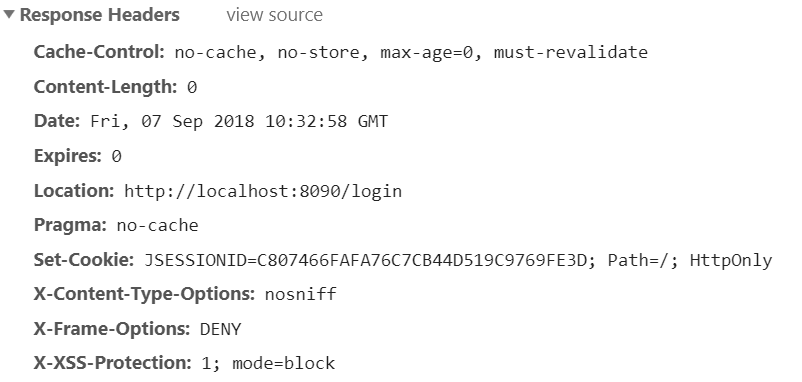 Response Headers view source
Cache-Control: no-cache, no-store, max-age=0, must-revalidate
Content-Length: 0
Date: Fri, 07 Sep 2018 10:32:58 GMT
Expires: 0
Location: http://localhost:8090/login
Pragma: no-cache
Set-Cookie: JSESSIONID=C807466FAFA76C7CB44D519C9769FE3D; Path=/; HttpOnly
X-Content-Type-Options: nosniff
X-Frame-Options: DENY
X-XSS-Protection: 1; mode=block